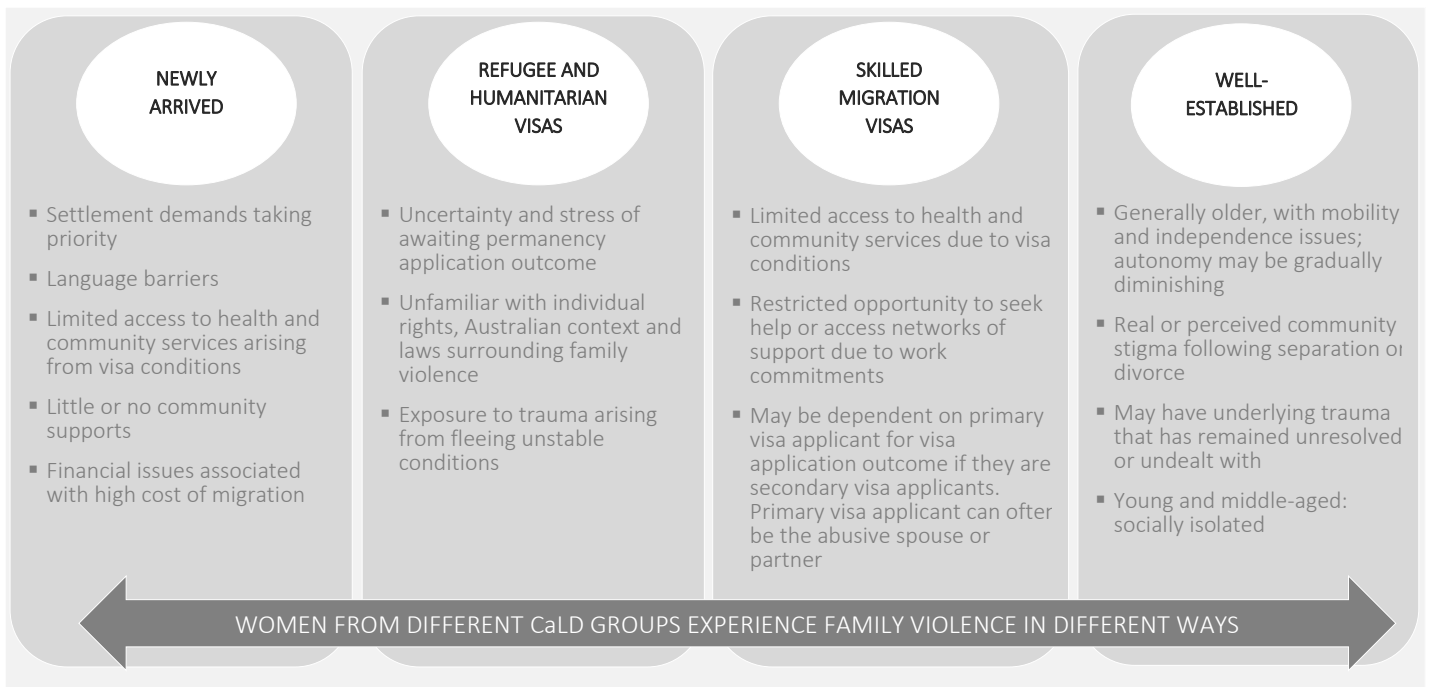 NEWLY
ARRIVED
▪ Settlement demands taking
priority
▪ Language barriers
▪ Limited access to health and
community services arising
from visa conditions
▪ Little or no community
supports
▪ Financial issues associated
with high cost of migration
REFUGEE AND
HUMANITARIAN
VISAS
▪ Uncertainty and stress of
awaiting permanency
application outcome
▪ Unfamiliar with individual
rights, Australian context and
laws surrounding family
violence
▪ Exposure to trauma arising
from fleeing unstable
conditions
SKILLED
MIGRATION
VISAS
▪ Limited access to health and
community services due to visa
conditions
▪ Restricted opportunity to seek
help or access networks of
support due to work
commitments
▪ May be dependent on primary
visa applicant for visa
application outcome if they are
secondary visa applicants.
Primary visa applicant can often
be the abusive spouse or
partner
WELL-
ESTABLISHED
▪ Generally older, with mobility
and independence issues;
autonomy may be gradually
diminishing
▪ Real or perceived community
stigma following separation or
divorce
▪ May have underlying trauma
that has remained unresolved
or undealt with
▪ Young and middle-aged:
socially isolated
WOMEN FROM DIFFERENT CaLD GROUPS EXPERIENCE FAMILY VIOLENCE IN DIFFERENT WAYS